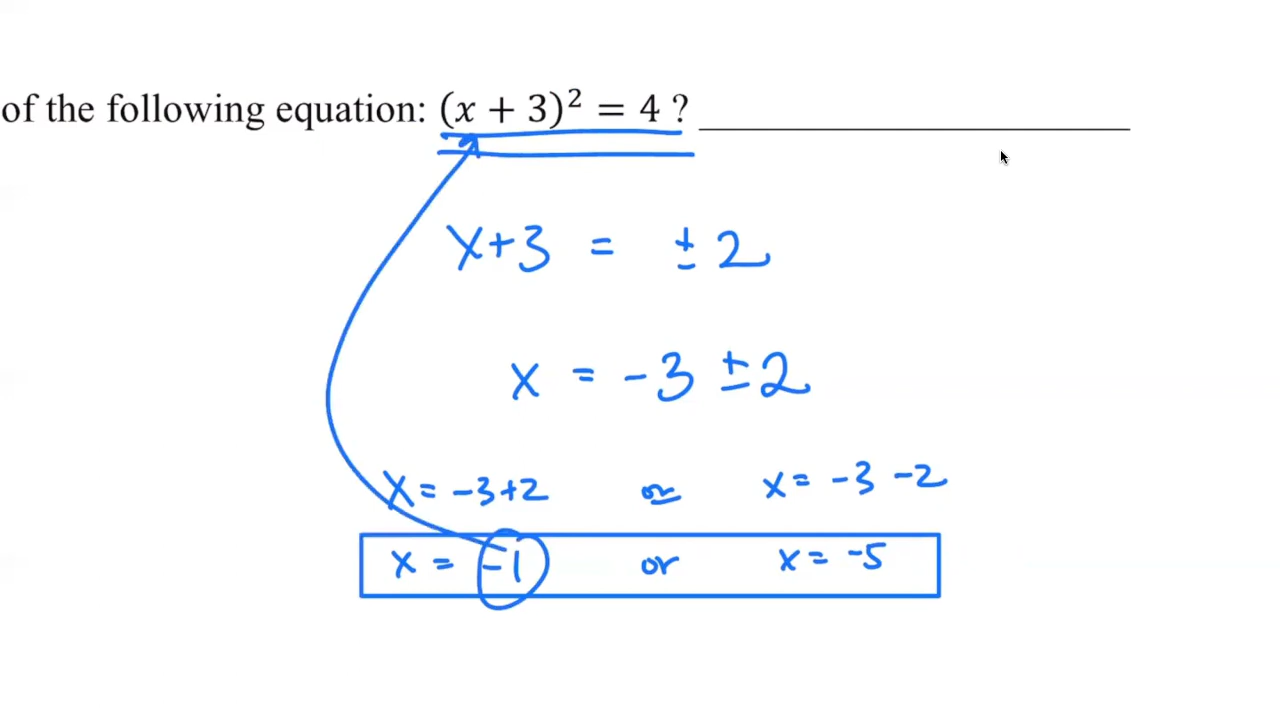 of the following equation: (x + 3)² = 4 ?
x+3 = ± 2
x = -3 ± 2
x = -3+2 or x = -3 -2
x = -1 or x = -5